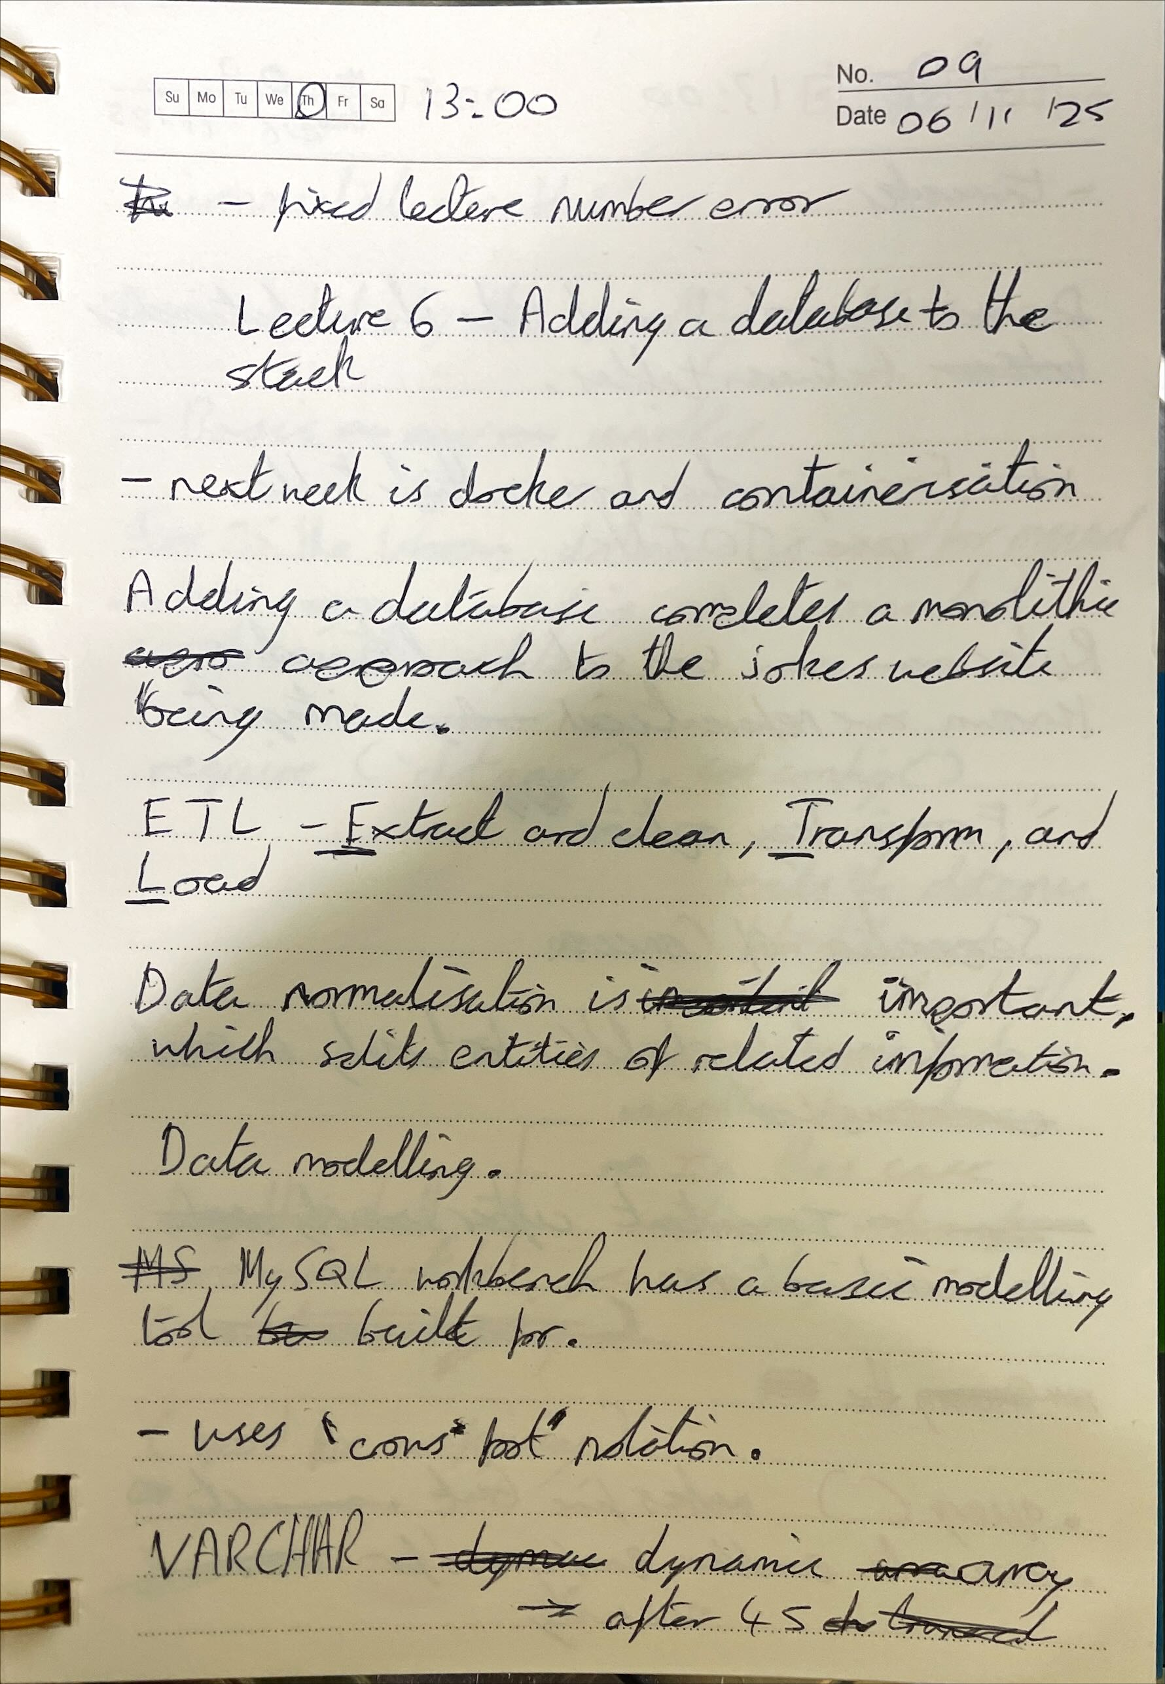 Su Mo Tu We Th Fr Sa 13:00
No. 09
Date 06/11/25
- fixed lecture number error
Lecture 6 - Adding a database to the
stack
- next week is docker and containerisation
Adding a database completes a monolithic
appro approach to the jokes website
being made.
ETL - Extract and clean, Transform, and
Load
Data normalisation is important,
which splits entities of related information.
Data modelling.
MS MySQL workbench has a basic modelling
tool built for.
- uses "crows foot" notation.
VARCHAR - dynamic array
→ after 45